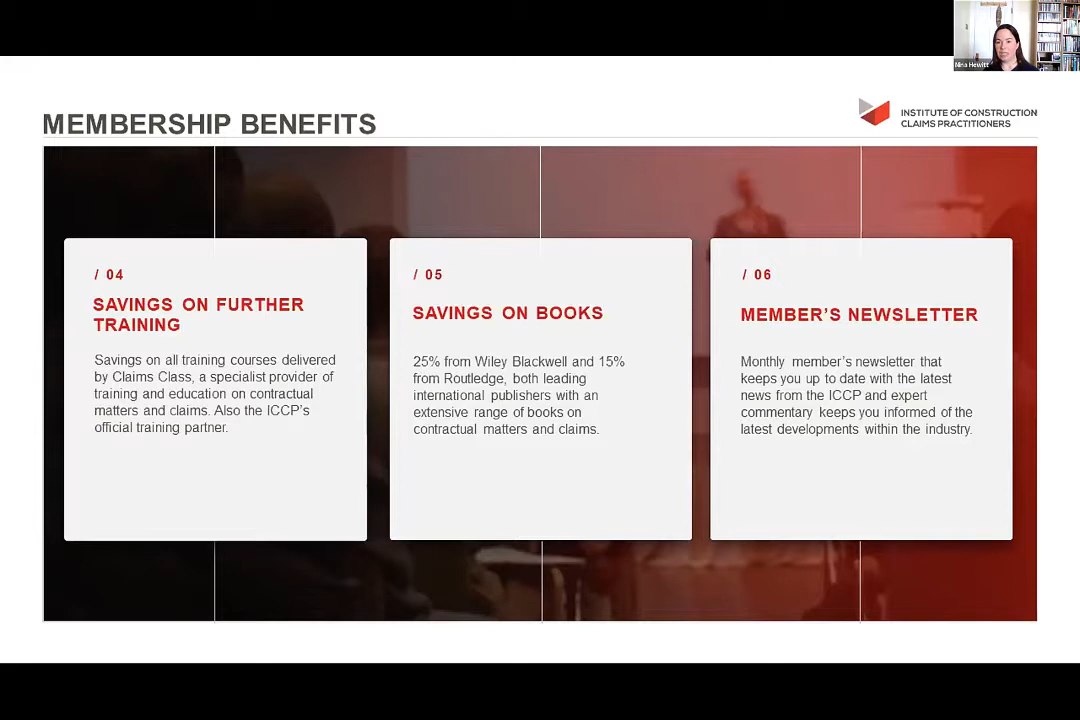 Nina Hewitt
MEMBERSHIP BENEFITS
INSTITUTE OF CONSTRUCTION
CLAIMS PRACTITIONERS
/ 04
SAVINGS ON FURTHER
TRAINING
Savings on all training courses delivered
by Claims Class, a specialist provider of
training and education on contractual
matters and claims. Also the ICCP’s
official training partner.
/ 05
SAVINGS ON BOOKS
25% from Wiley Blackwell and 15%
from Routledge, both leading
international publishers with an
extensive range of books on
contractual matters and claims.
/ 06
MEMBER’S NEWSLETTER
Monthly member’s newsletter that
keeps you up to date with the latest
news from the ICCP and expert
commentary keeps you informed of the
latest developments within the industry.